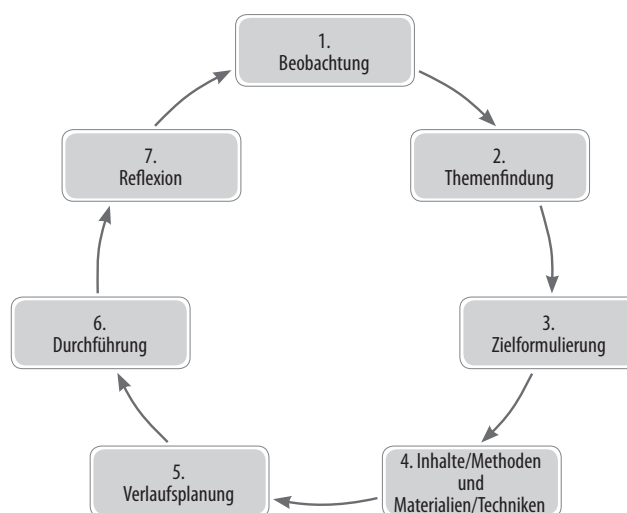 1.
Beobachtung
2.
Themenfindung
3.
Zielformulierung
4. Inhalte/Methoden
und
Materialien/Techniken
5.
Verlaufsplanung
6.
Durchführung
7.
Reflexion